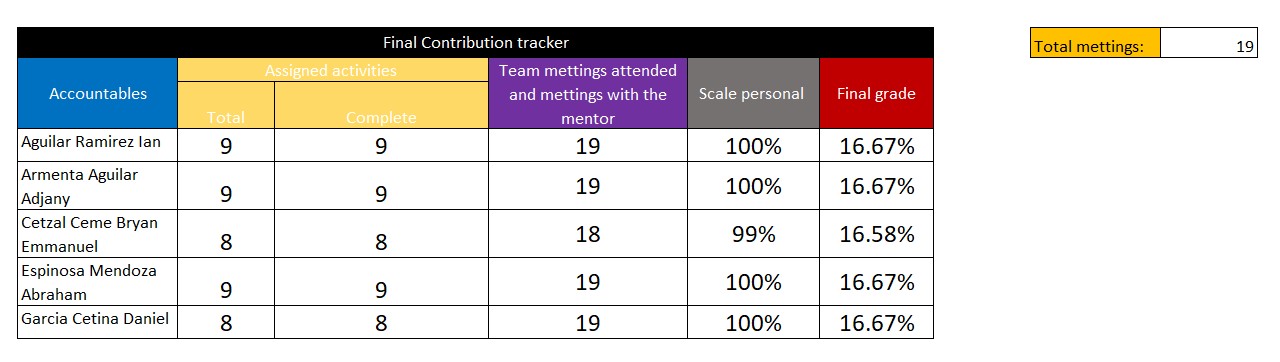 Final Contribution tracker
Total mettings: 19
Accountables
Assigned activities
Total
Complete
Team mettings attended
and mettings with the
mentor
Scale personal
Final grade
Aguilar Ramirez Ian 9 9 19 100% 16.67%
Armenta Aguilar
Adjany 9 9 19 100% 16.67%
Cetzal Ceme Bryan
Emmanuel 8 8 18 99% 16.58%
Espinosa Mendoza
Abraham 9 9 19 100% 16.67%
Garcia Cetina Daniel 8 8 19 100% 16.67%